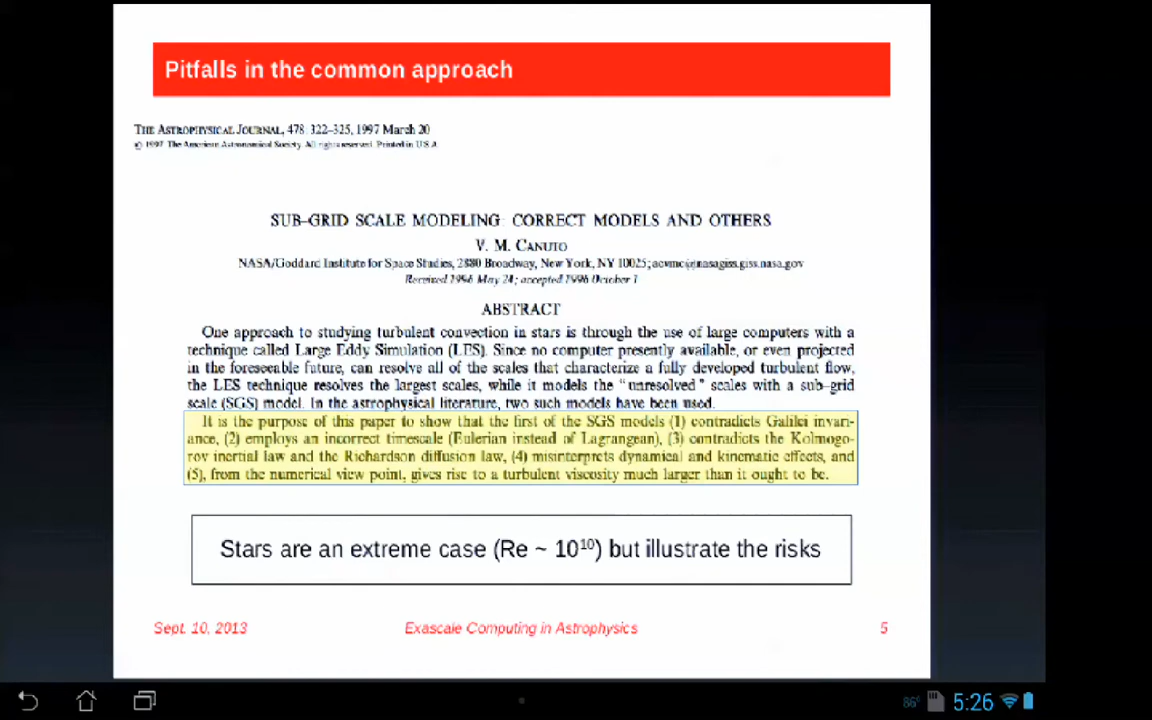 Pitfalls in the common approach
THE ASTROPHYSICAL JOURNAL, 478:322–325, 1997 March 20
© 1997. The American Astronomical Society. All rights reserved. Printed in U.S.A.
SUB-GRID SCALE MODELING: CORRECT MODELS AND OTHERS
V. M. CANUTO
NASA/Goddard Institute for Space Studies, 2880 Broadway, New York, NY 10025; acvmc@nasagiss.giss.nasa.gov
Received 1996 May 24; accepted 1996 October 1
ABSTRACT
One approach to studying turbulent convection in stars is through the use of large computers with a
technique called Large Eddy Simulation (LES). Since no computer presently available, or even projected
in the foreseeable future, can resolve all of the scales that characterize a fully developed turbulent flow,
the LES technique resolves the largest scales, while it models the "unresolved" scales with a sub-grid
scale (SGS) model. In the astrophysical literature, two such models have been used.
It is the purpose of this paper to show that the first of the SGS models (1) contradicts Galilei invari-
ance, (2) employs an incorrect timescale (Eulerian instead of Lagrangean), (3) contradicts the Kolmogo-
rov inertial law and the Richardson diffusion law, (4) misinterprets dynamical and kinematic effects, and
(5), from the numerical view point, gives rise to a turbulent viscosity much larger than it ought to be.
Stars are an extreme case (Re ~ 10¹⁰) but illustrate the risks
Sept. 10, 2013
Exascale Computing in Astrophysics
5
86°
5:26